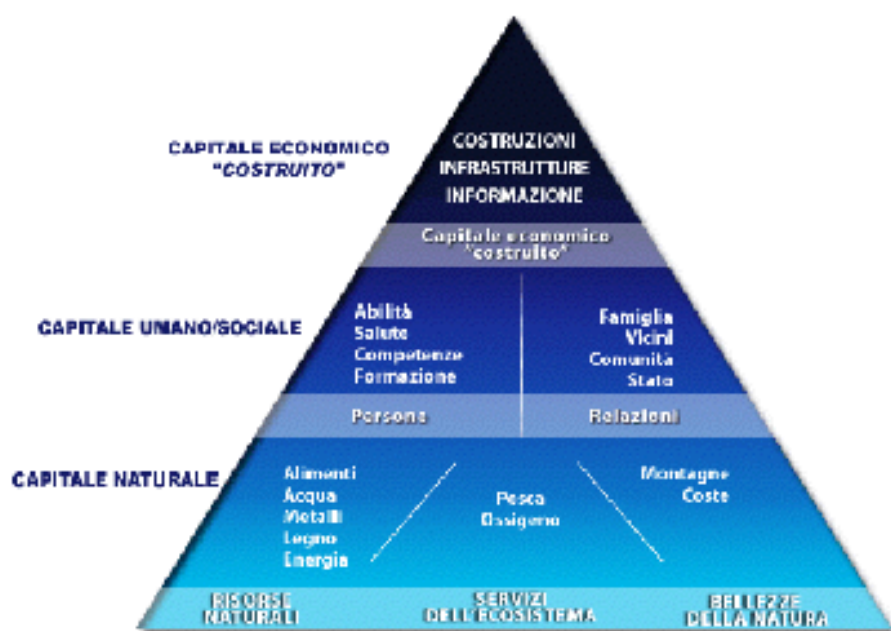 CAPITALE ECONOMICO
"COSTRUITO"
COSTRUZIONI
INFRASTRUTTURE
INFORMAZIONE
Capitale economico
"costruito"
CAPITALE UMANO/SOCIALE
Abilità
Salute
Competenze
Formazione
Famiglia
Vicini
Comunità
Stato
Persone
Relazioni
CAPITALE NATURALE
Alimenti
Acqua
Metalli
Legno
Energia
Pesca
Ossigeno
Montagne
Coste
RISORSE
NATURALI
SERVIZI
DELL'ECOSISTEMA
BELLEZZE
DELLA NATURA